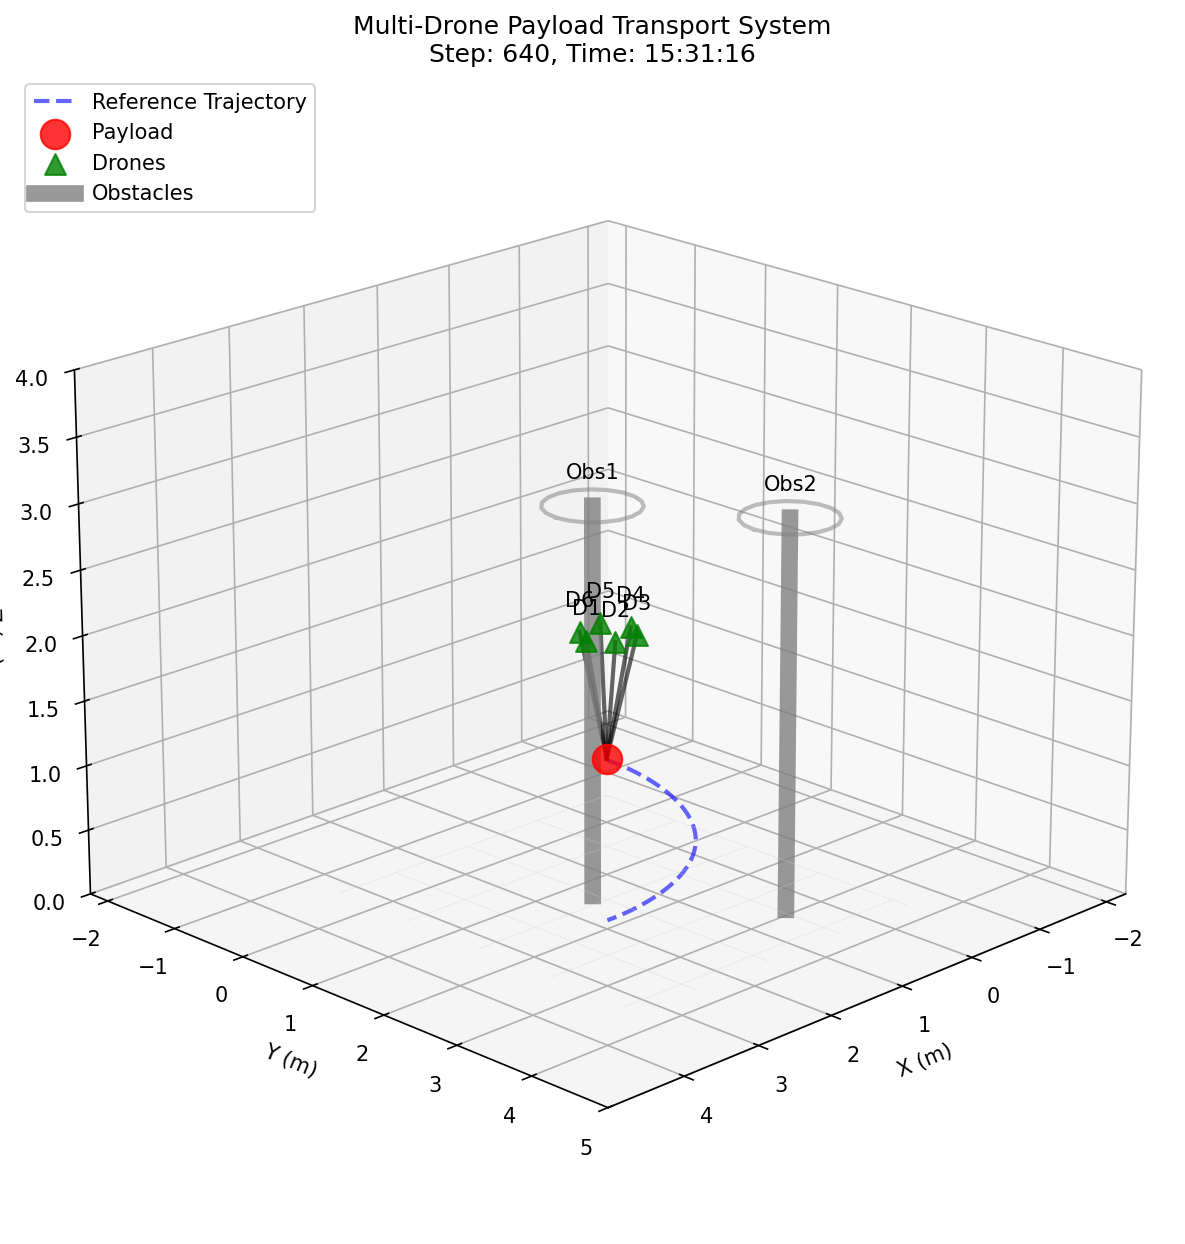 Multi-Drone Payload Transport System
Step: 640, Time: 15:31:16
Reference Trajectory
Payload
Drones
Obstacles
Obs1
Obs2
D5
D4
D6
D3
D1
D2
4.0
3.5
3.0
2.5
2.0
1.5
1.0
0.5
0.0
−2
−1
0
1
2
3
4
5
Y (m)
−2
−1
0
1
2
3
4
X (m)